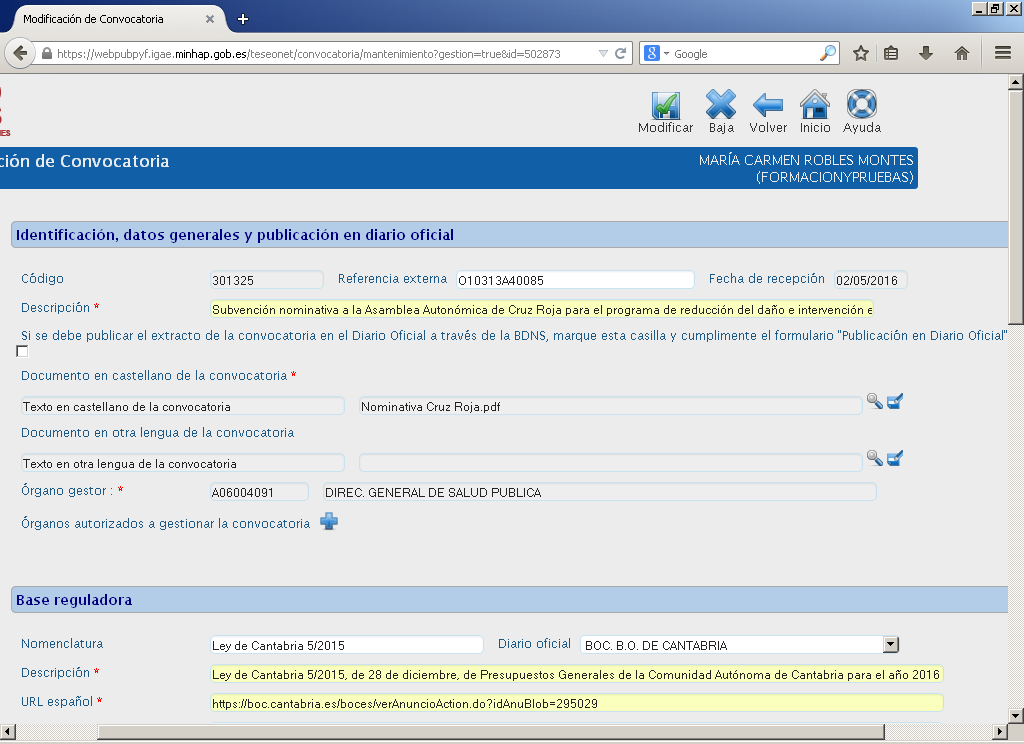 Modificación de Convocatoria
https://webpubpyf.igae.minhap.gob.es/teseonet/convocatoria/mantenimiento?gestion=true&id=502873
Google
S
ES
Modificar Baja Volver Inicio Ayuda
ción de Convocatoria
MARÍA CARMEN ROBLES MONTES
(FORMACIONYPRUEBAS)
Identificación, datos generales y publicación en diario oficial
Código 301325 Referencia externa O10313A40085 Fecha de recepción 02/05/2016
Descripción * Subvención nominativa a la Asamblea Autonómica de Cruz Roja para el programa de reducción del daño e intervención e
Si se debe publicar el extracto de la convocatoria en el Diario Oficial a través de la BDNS, marque esta casilla y cumplimente el formulario "Publicación en Diario Oficial"
Documento en castellano de la convocatoria *
Texto en castellano de la convocatoria Nominativa Cruz Roja.pdf
Documento en otra lengua de la convocatoria
Texto en otra lengua de la convocatoria
Órgano gestor : * A06004091 DIREC. GENERAL DE SALUD PUBLICA
Órganos autorizados a gestionar la convocatoria
Base reguladora
Nomenclatura Ley de Cantabria 5/2015 Diario oficial BOC. B.O. DE CANTABRIA
Descripción * Ley de Cantabria 5/2015, de 28 de diciembre, de Presupuestos Generales de la Comunidad Autónoma de Cantabria para el año 2016
URL español * https://boc.cantabria.es/boces/verAnuncioAction.do?idAnuBlob=295029